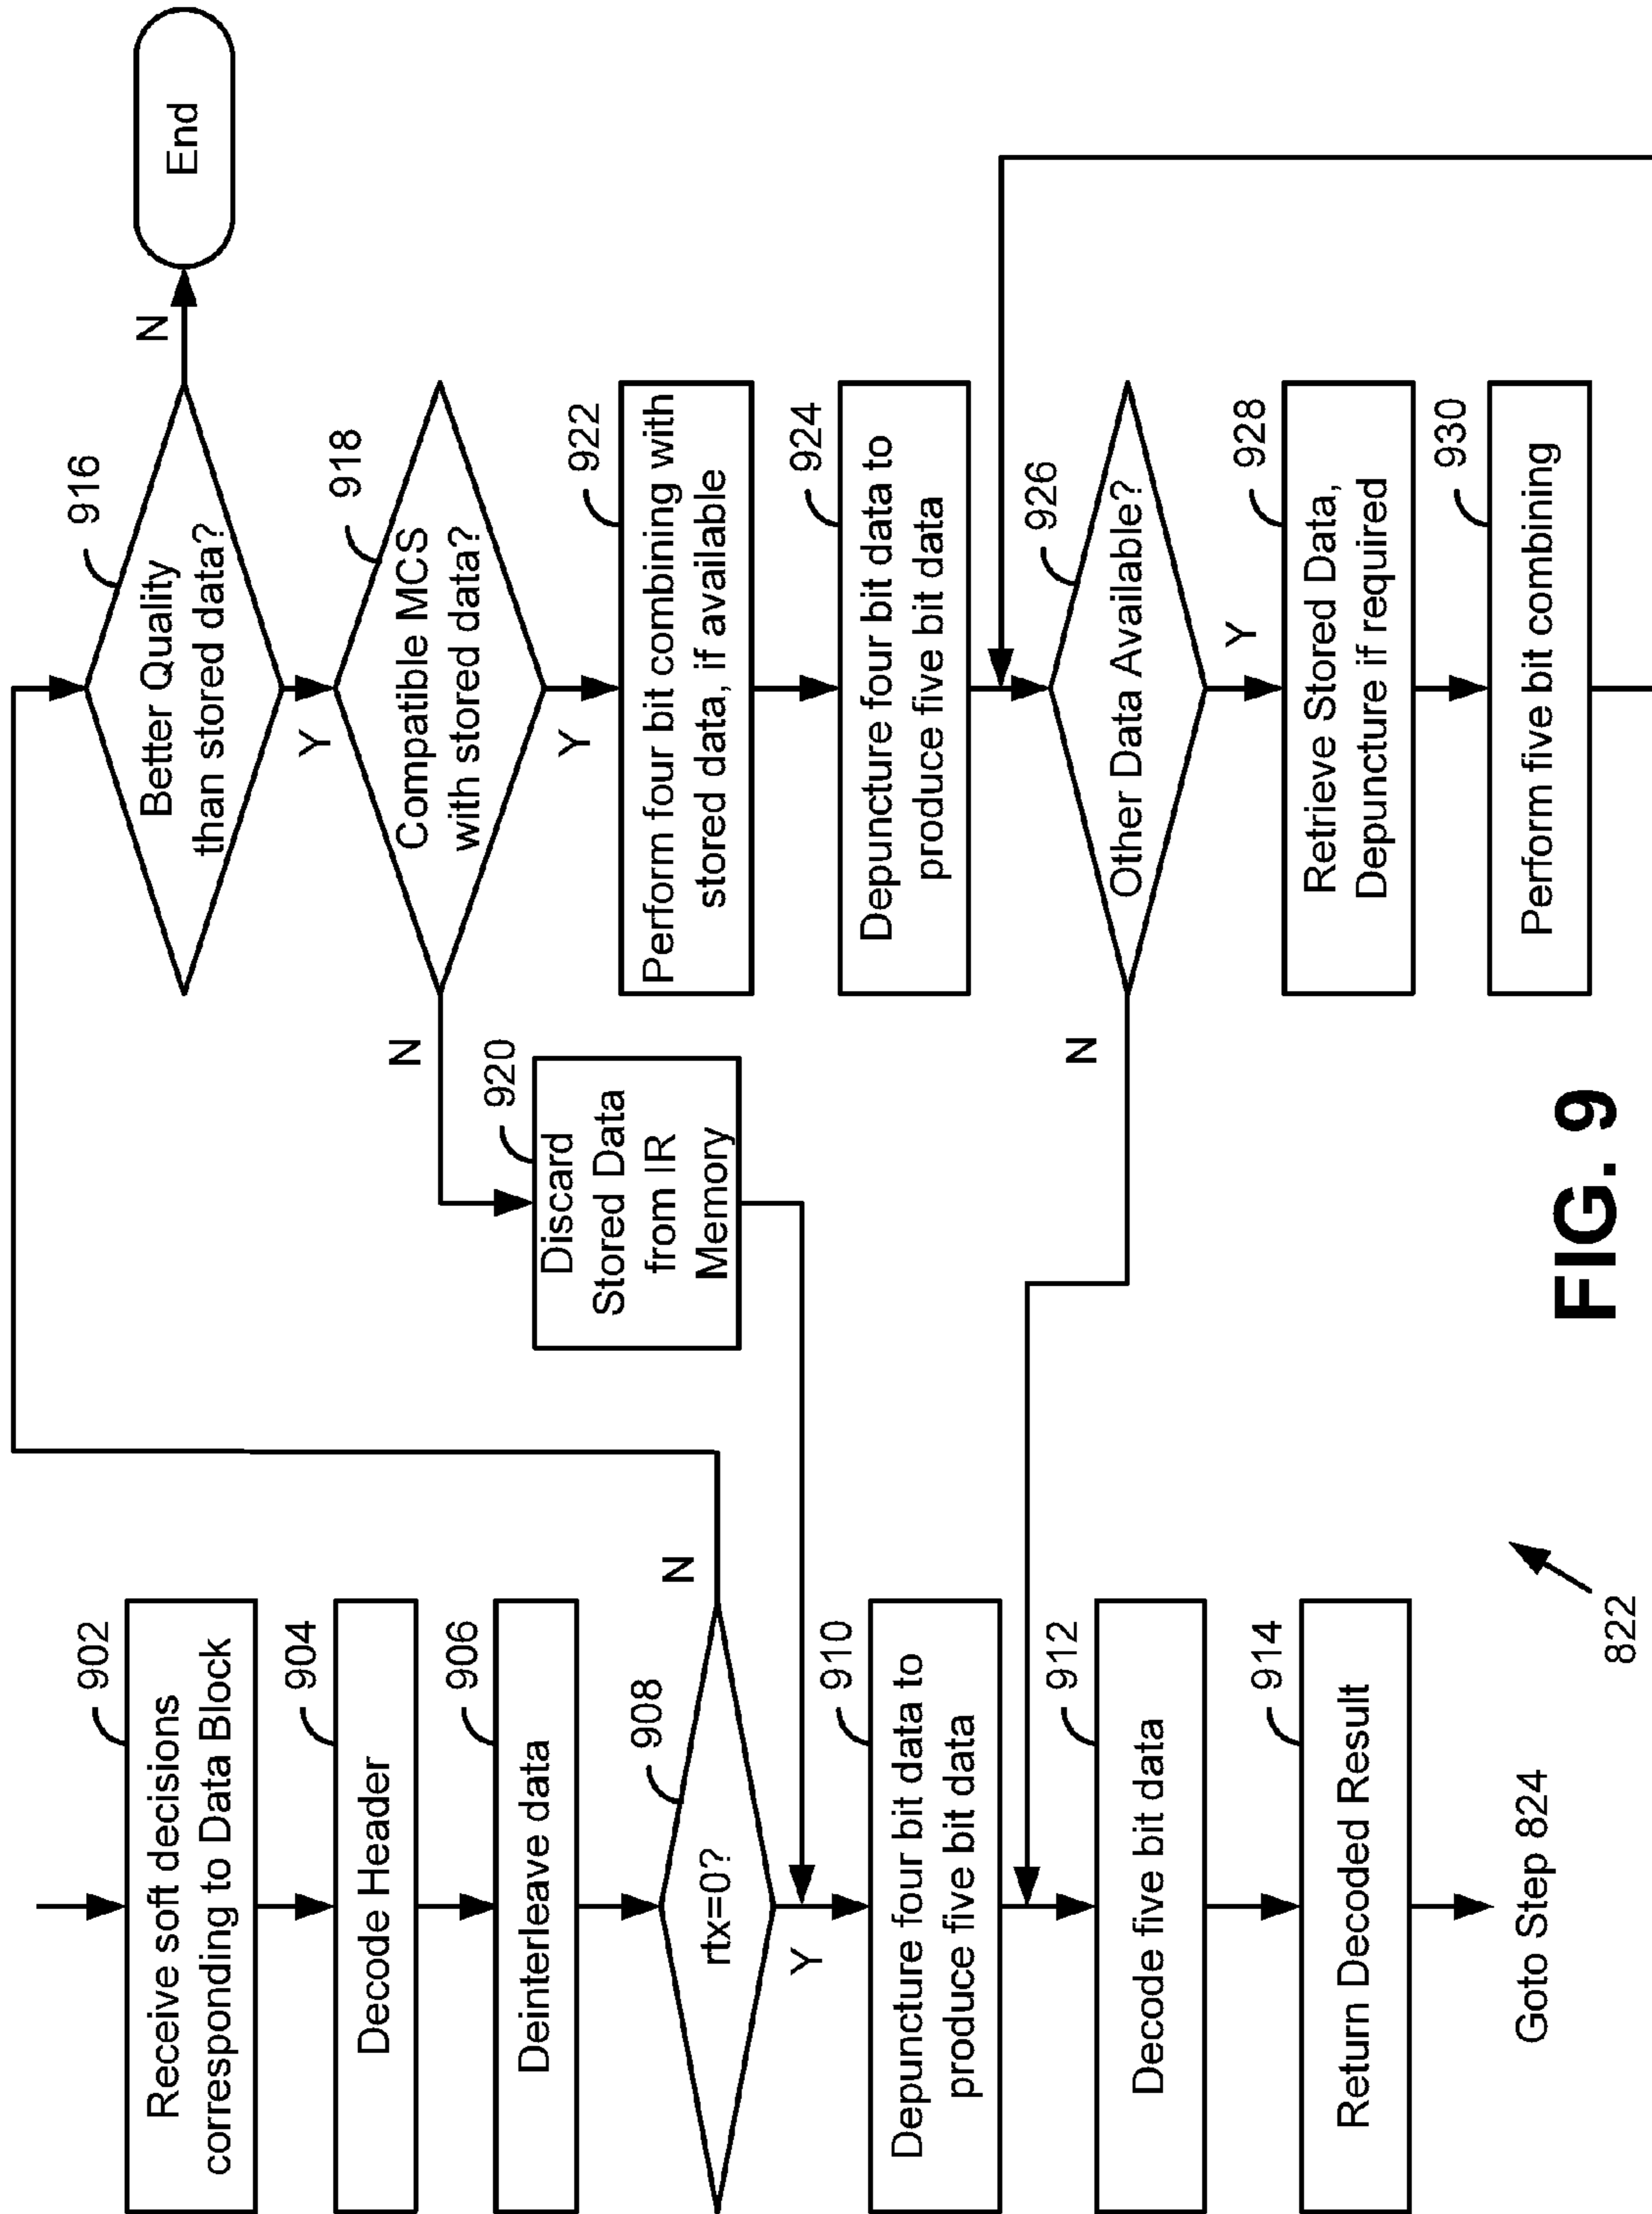 902
Receive soft decisions
corresponding to Data Block
904
Decode Header
906
Deinterleave data
908
rtx=0?
N
Y
910
Depuncture four bit data to
produce five bit data
912
Decode five bit data
914
Return Decoded Result
Goto Step 824
822
916
Better Quality
than stored data?
N
End
Y
918
Compatible MCS
with stored data?
N
920
Discard
Stored Data
from IR
Memory
Y
922
Perform four bit combining with
stored data, if available
924
Depuncture four bit data to
produce five bit data
926
Other Data Available?
N
Y
928
Retrieve Stored Data,
Depuncture if required
930
Perform five bit combining
FIG. 9